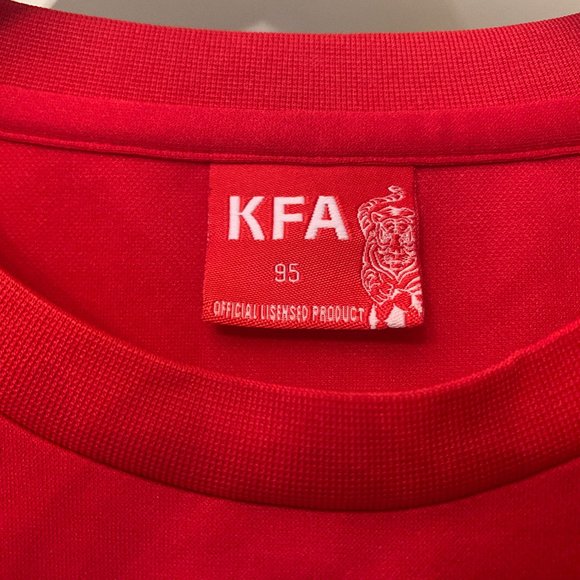 KFA
95
OFFICIAL LISENSED PRODUCT